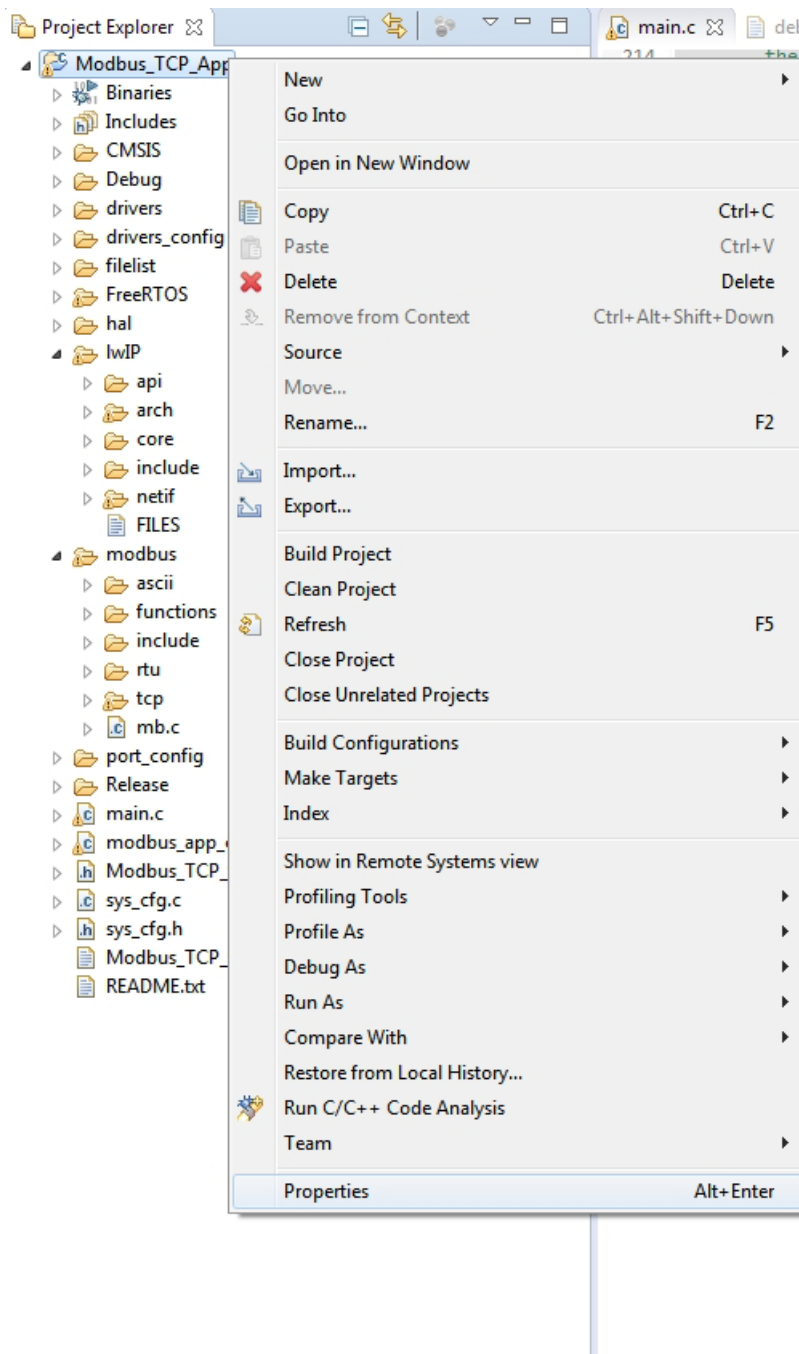 Project Explorer
main.c
214
the
Modbus_TCP_App
Binaries
Includes
CMSIS
Debug
drivers
drivers_config
filelist
FreeRTOS
hal
lwIP
api
arch
core
include
netif
FILES
modbus
ascii
functions
include
rtu
tcp
mb.c
port_config
Release
main.c
modbus_app_
Modbus_TCP_
sys_cfg.c
sys_cfg.h
Modbus_TCP_
README.txt
New
Go Into
Open in New Window
Copy Ctrl+C
Paste Ctrl+V
Delete Delete
Remove from Context Ctrl+Alt+Shift+Down
Source
Move...
Rename... F2
Import...
Export...
Build Project
Clean Project
Refresh F5
Close Project
Close Unrelated Projects
Build Configurations
Make Targets
Index
Show in Remote Systems view
Profiling Tools
Profile As
Debug As
Run As
Compare With
Restore from Local History...
Run C/C++ Code Analysis
Team
Properties Alt+Enter